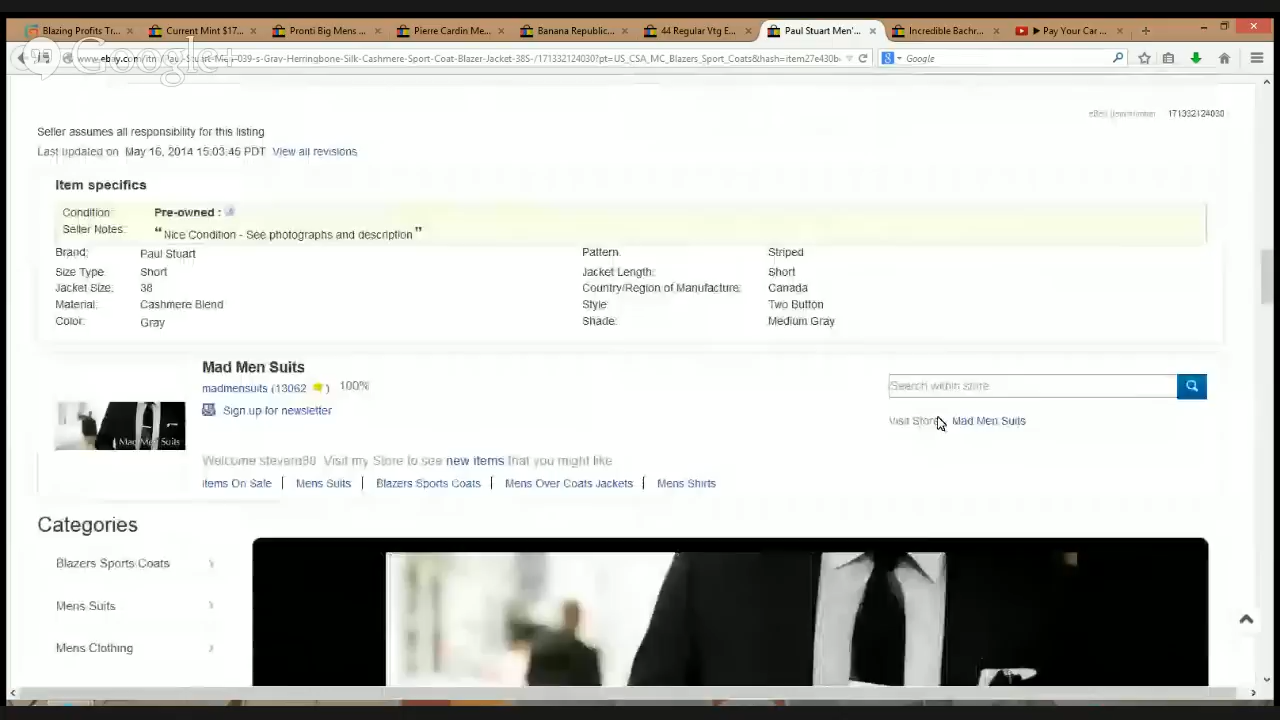 Blazing Profits Tr... Current Mint $17... Pronti Big Mens ... Pierre Cardin Me... Banana Republic... 44 Regular Vtg E... Paul Stuart Men'... Incredible Bachr... ▶ Pay Your Car ...
Google+
Google
Seller assumes all responsibility for this listing
171332124030
Last updated on May 16, 2014 15:03:45 PDT View all revisions
Item specifics
Condition: Pre-owned :
Seller Notes: “Nice Condition - See photographs and description”
Brand: Paul Stuart Pattern: Striped
Size Type: Short Jacket Length: Short
Jacket Size: 38 Country/Region of Manufacture: Canada
Material: Cashmere Blend Style: Two Button
Color: Gray Shade: Medium Gray
Mad Men Suits
madmensuits (13062 ) 100%
Search within store
Sign up for newsletter
Visit Store: Mad Men Suits
Mad Men Suits
Welcome Visit my Store to see new items that you might like
Items On Sale | Mens Suits | Blazers Sports Coats | Mens Over Coats Jackets | Mens Shirts
Categories
Blazers Sports Coats
Mens Suits
Mens Clothing